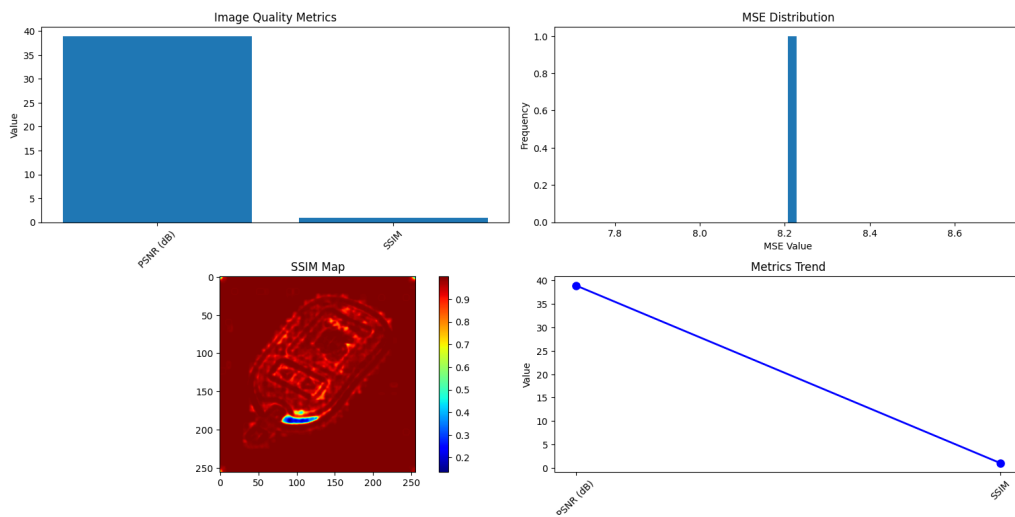 Image Quality Metrics
40
35
30
25
20
15
10
5
0
Value
PSNR (dB)
SSIM
MSE Distribution
1.0
0.8
0.6
0.4
0.2
0.0
Frequency
7.8 8.0 8.2 8.4 8.6
MSE Value
SSIM Map
0
50
100
150
200
250
0 50 100 150 200 250
0.9
0.8
0.7
0.6
0.5
0.4
0.3
0.2
Metrics Trend
40
35
30
25
20
15
10
5
0
Value
PSNR (dB)
SSIM